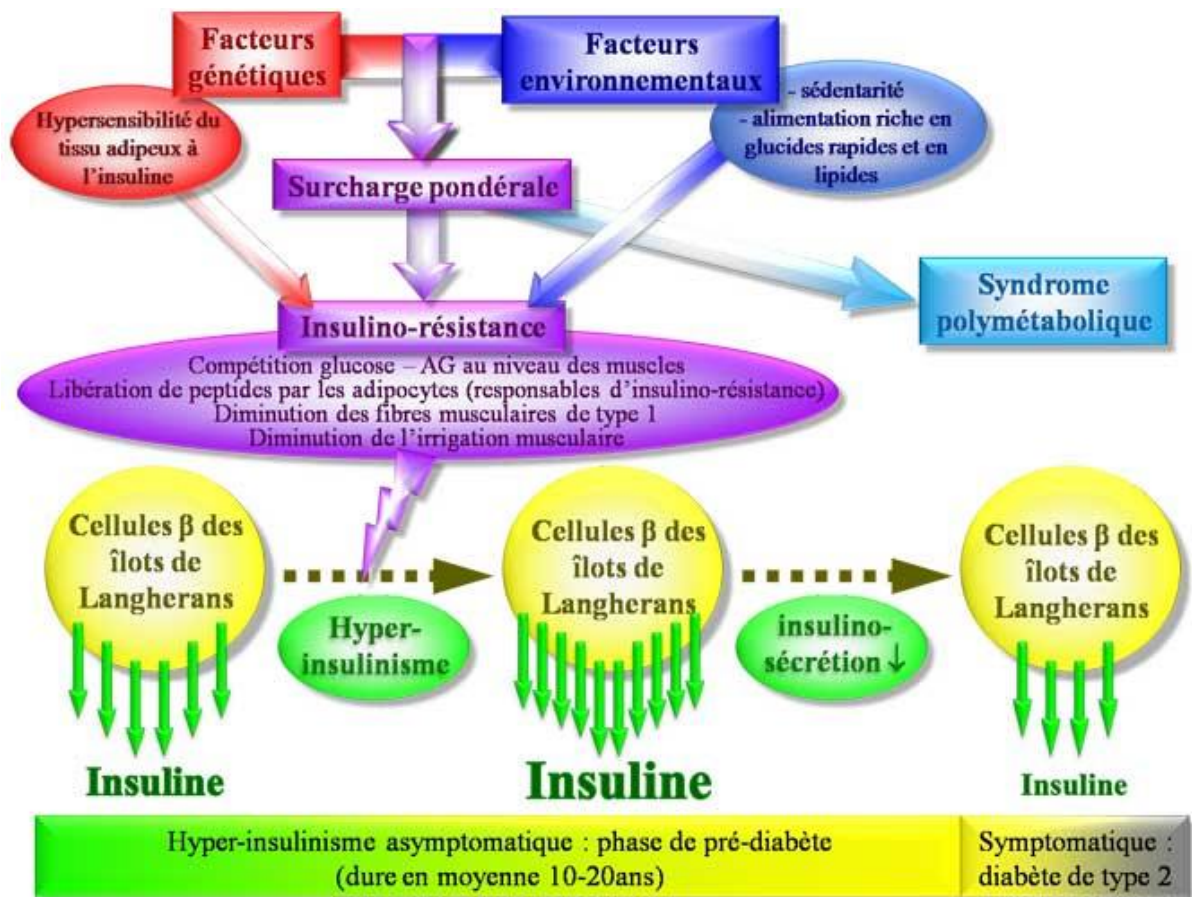 Facteurs
génétiques
Facteurs
environnementaux
Hypersensibilité du
tissu adipeux à
l'insuline
- sédentarité
- alimentation riche en
glucides rapides et en
lipides
Surcharge pondérale
Syndrome
polymétabolique
Insulino-résistance
Compétition glucose – AG au niveau des muscles
Libération de peptides par les adipocytes (responsables d'insulino-résistance)
Diminution des fibres musculaires de type 1
Diminution de l'irrigation musculaire
Cellules β des
îlots de
Langherans
Hyper-
insulinisme
Cellules β des
îlots de
Langherans
insulino-
sécrétion ↓
Cellules β des
îlots de
Langherans
Insuline
Insuline
Insuline
Hyper-insulinisme asymptomatique : phase de pré-diabète
(dure en moyenne 10-20ans)
Symptomatique :
diabète de type 2